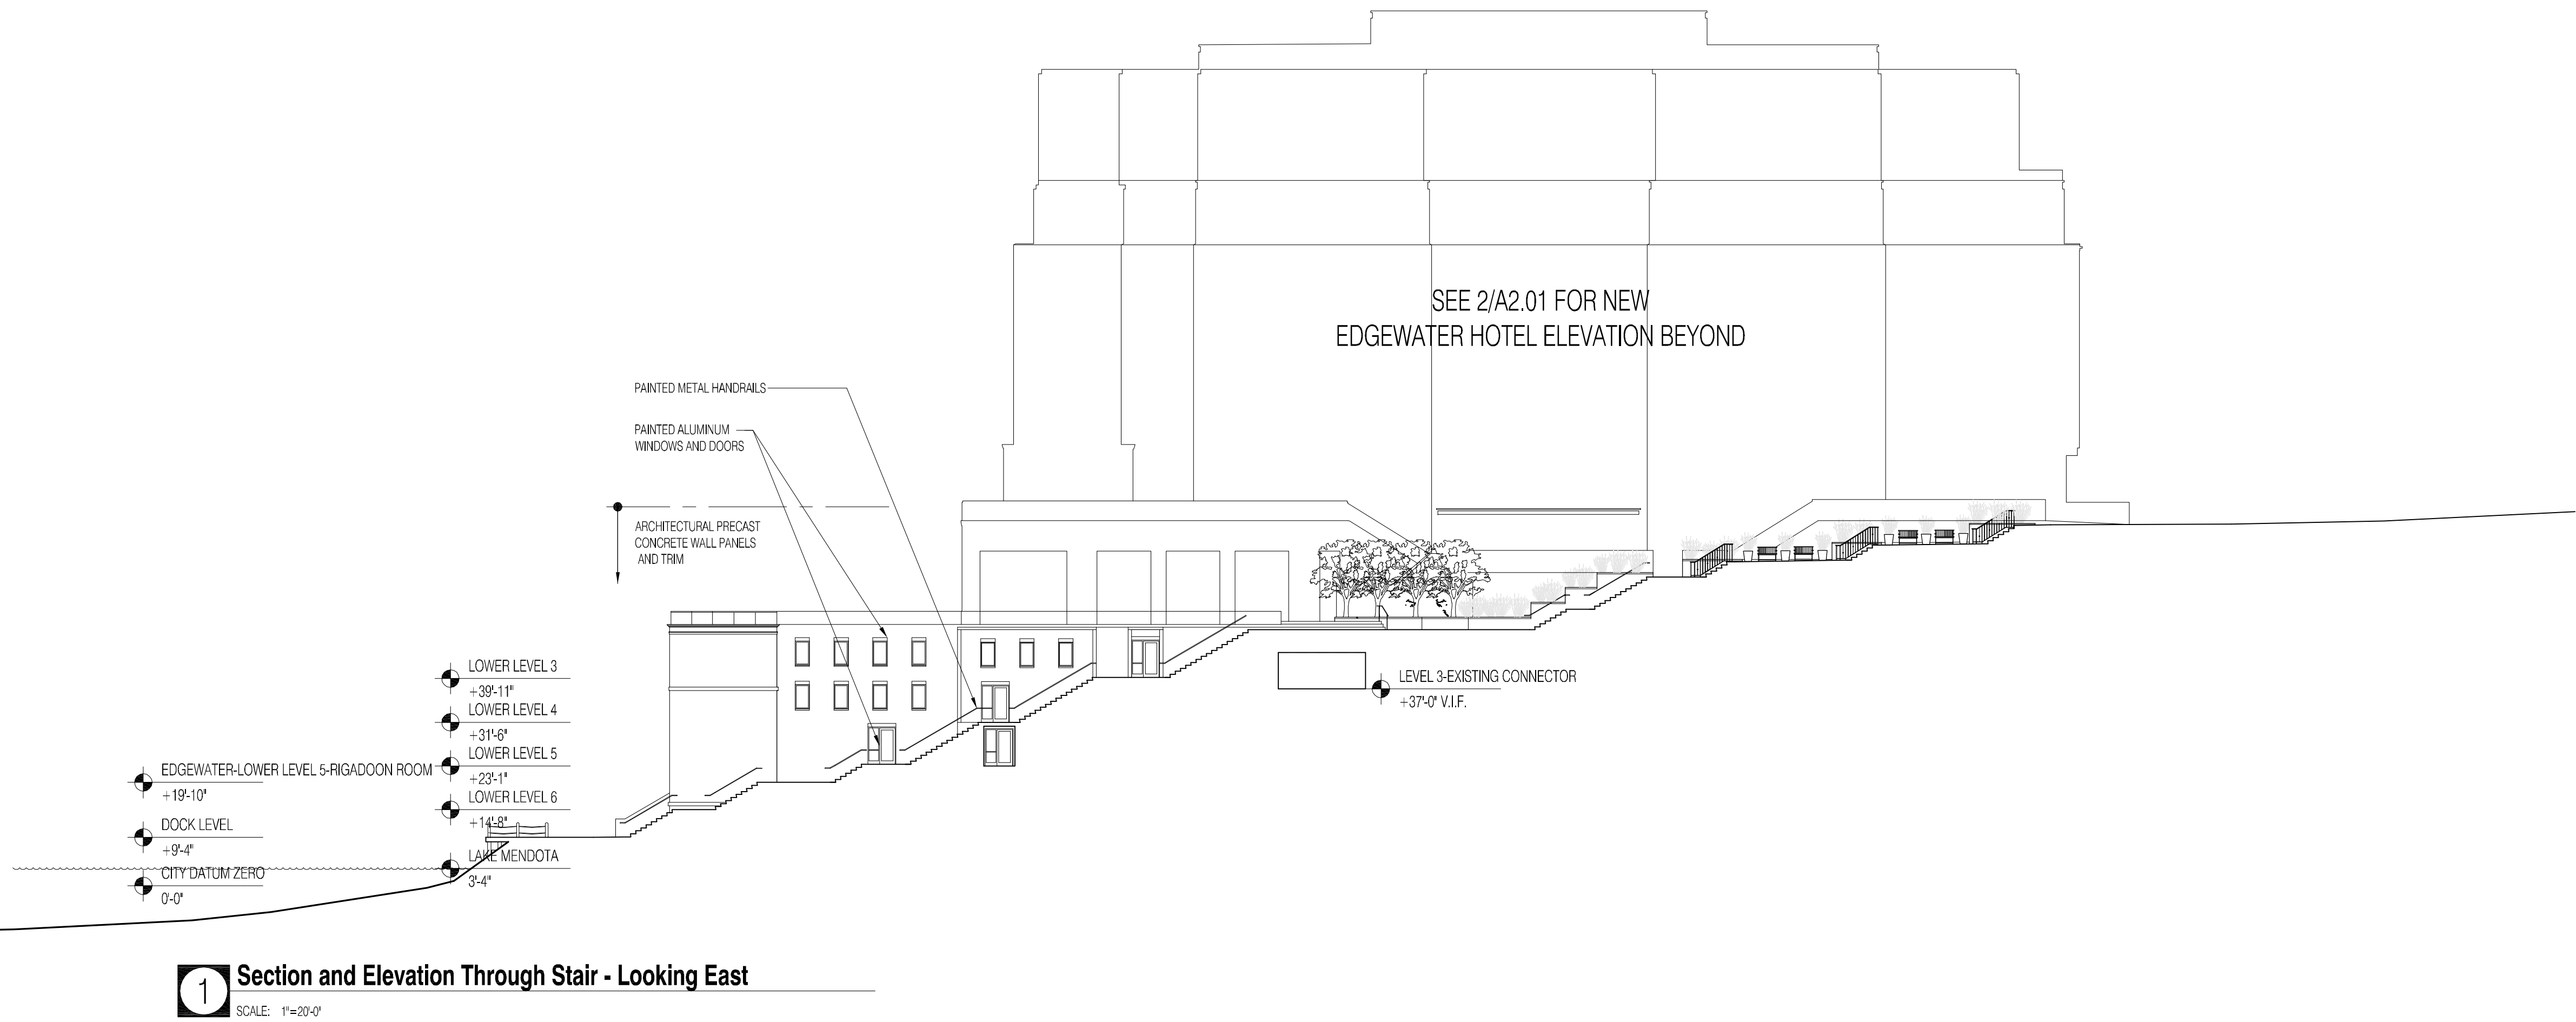 SEE 2/A2.01 FOR NEW
EDGEWATER HOTEL ELEVATION BEYOND
PAINTED METAL HANDRAILS
PAINTED ALUMINUM
WINDOWS AND DOORS
ARCHITECTURAL PRECAST
CONCRETE WALL PANELS
AND TRIM
LOWER LEVEL 3
+39'-11"
LOWER LEVEL 4
+31'-6"
LOWER LEVEL 5
+23'-1"
LOWER LEVEL 6
+14'-8"
LAKE MENDOTA
3'-4"
LEVEL 3-EXISTING CONNECTOR
+37'-0" V.I.F.
EDGEWATER-LOWER LEVEL 5-RIGADOON ROOM
+19'-10"
DOCK LEVEL
+9'-4"
CITY DATUM ZERO
0'-0"
1
Section and Elevation Through Stair - Looking East
SCALE: 1"=20'-0"